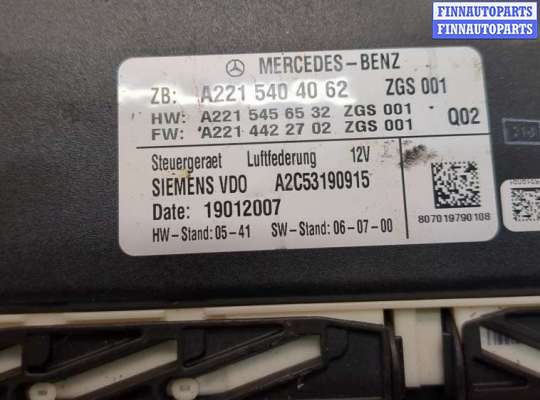 FINNAUTOPARTS
FINNAUTOPARTS
MERCEDES-BENZ
ZB: A221 540 40 62 ZGS 001
HW: A221 545 65 32 ZGS 001 Q02
FW: A221 442 27 02 ZGS 001
Steuergeraet Luftfederung 12V
SIEMENS VDO A2C53190915
Date: 19012007
807019790108
HW-Stand: 05-41 SW-Stand: 06-07-00